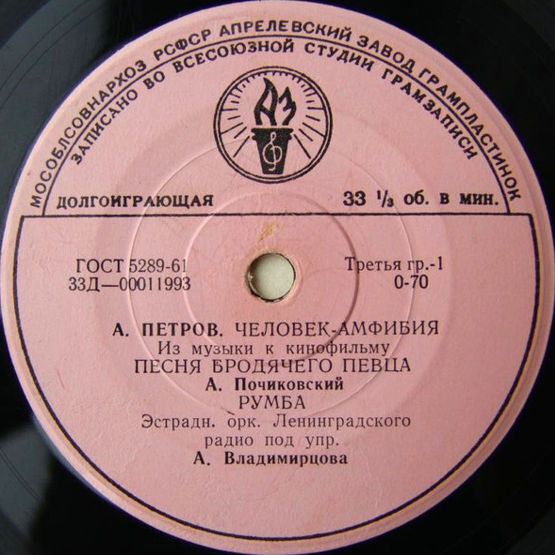 МОСОБЛСОВНАРХОЗ РСФСР АПРЕЛЕВСКИЙ ЗАВОД ГРАМПЛАСТИНОК
ЗАПИСАНО ВО ВСЕСОЮЗНОЙ СТУДИИ ГРАМЗАПИСИ
АЗ
ДОЛГОИГРАЮЩАЯ 33 1/3 об. в мин.
ГОСТ 5289-61 Третья гр.-1
33Д—00011993 0-70
А. ПЕТРОВ. ЧЕЛОВЕК-АМФИБИЯ
Из музыки к кинофильму
ПЕСНЯ БРОДЯЧЕГО ПЕВЦА
А. Почиковский
РУМБА
Эстрадн. орк. Ленинградского
радио под упр.
А. Владимирцова